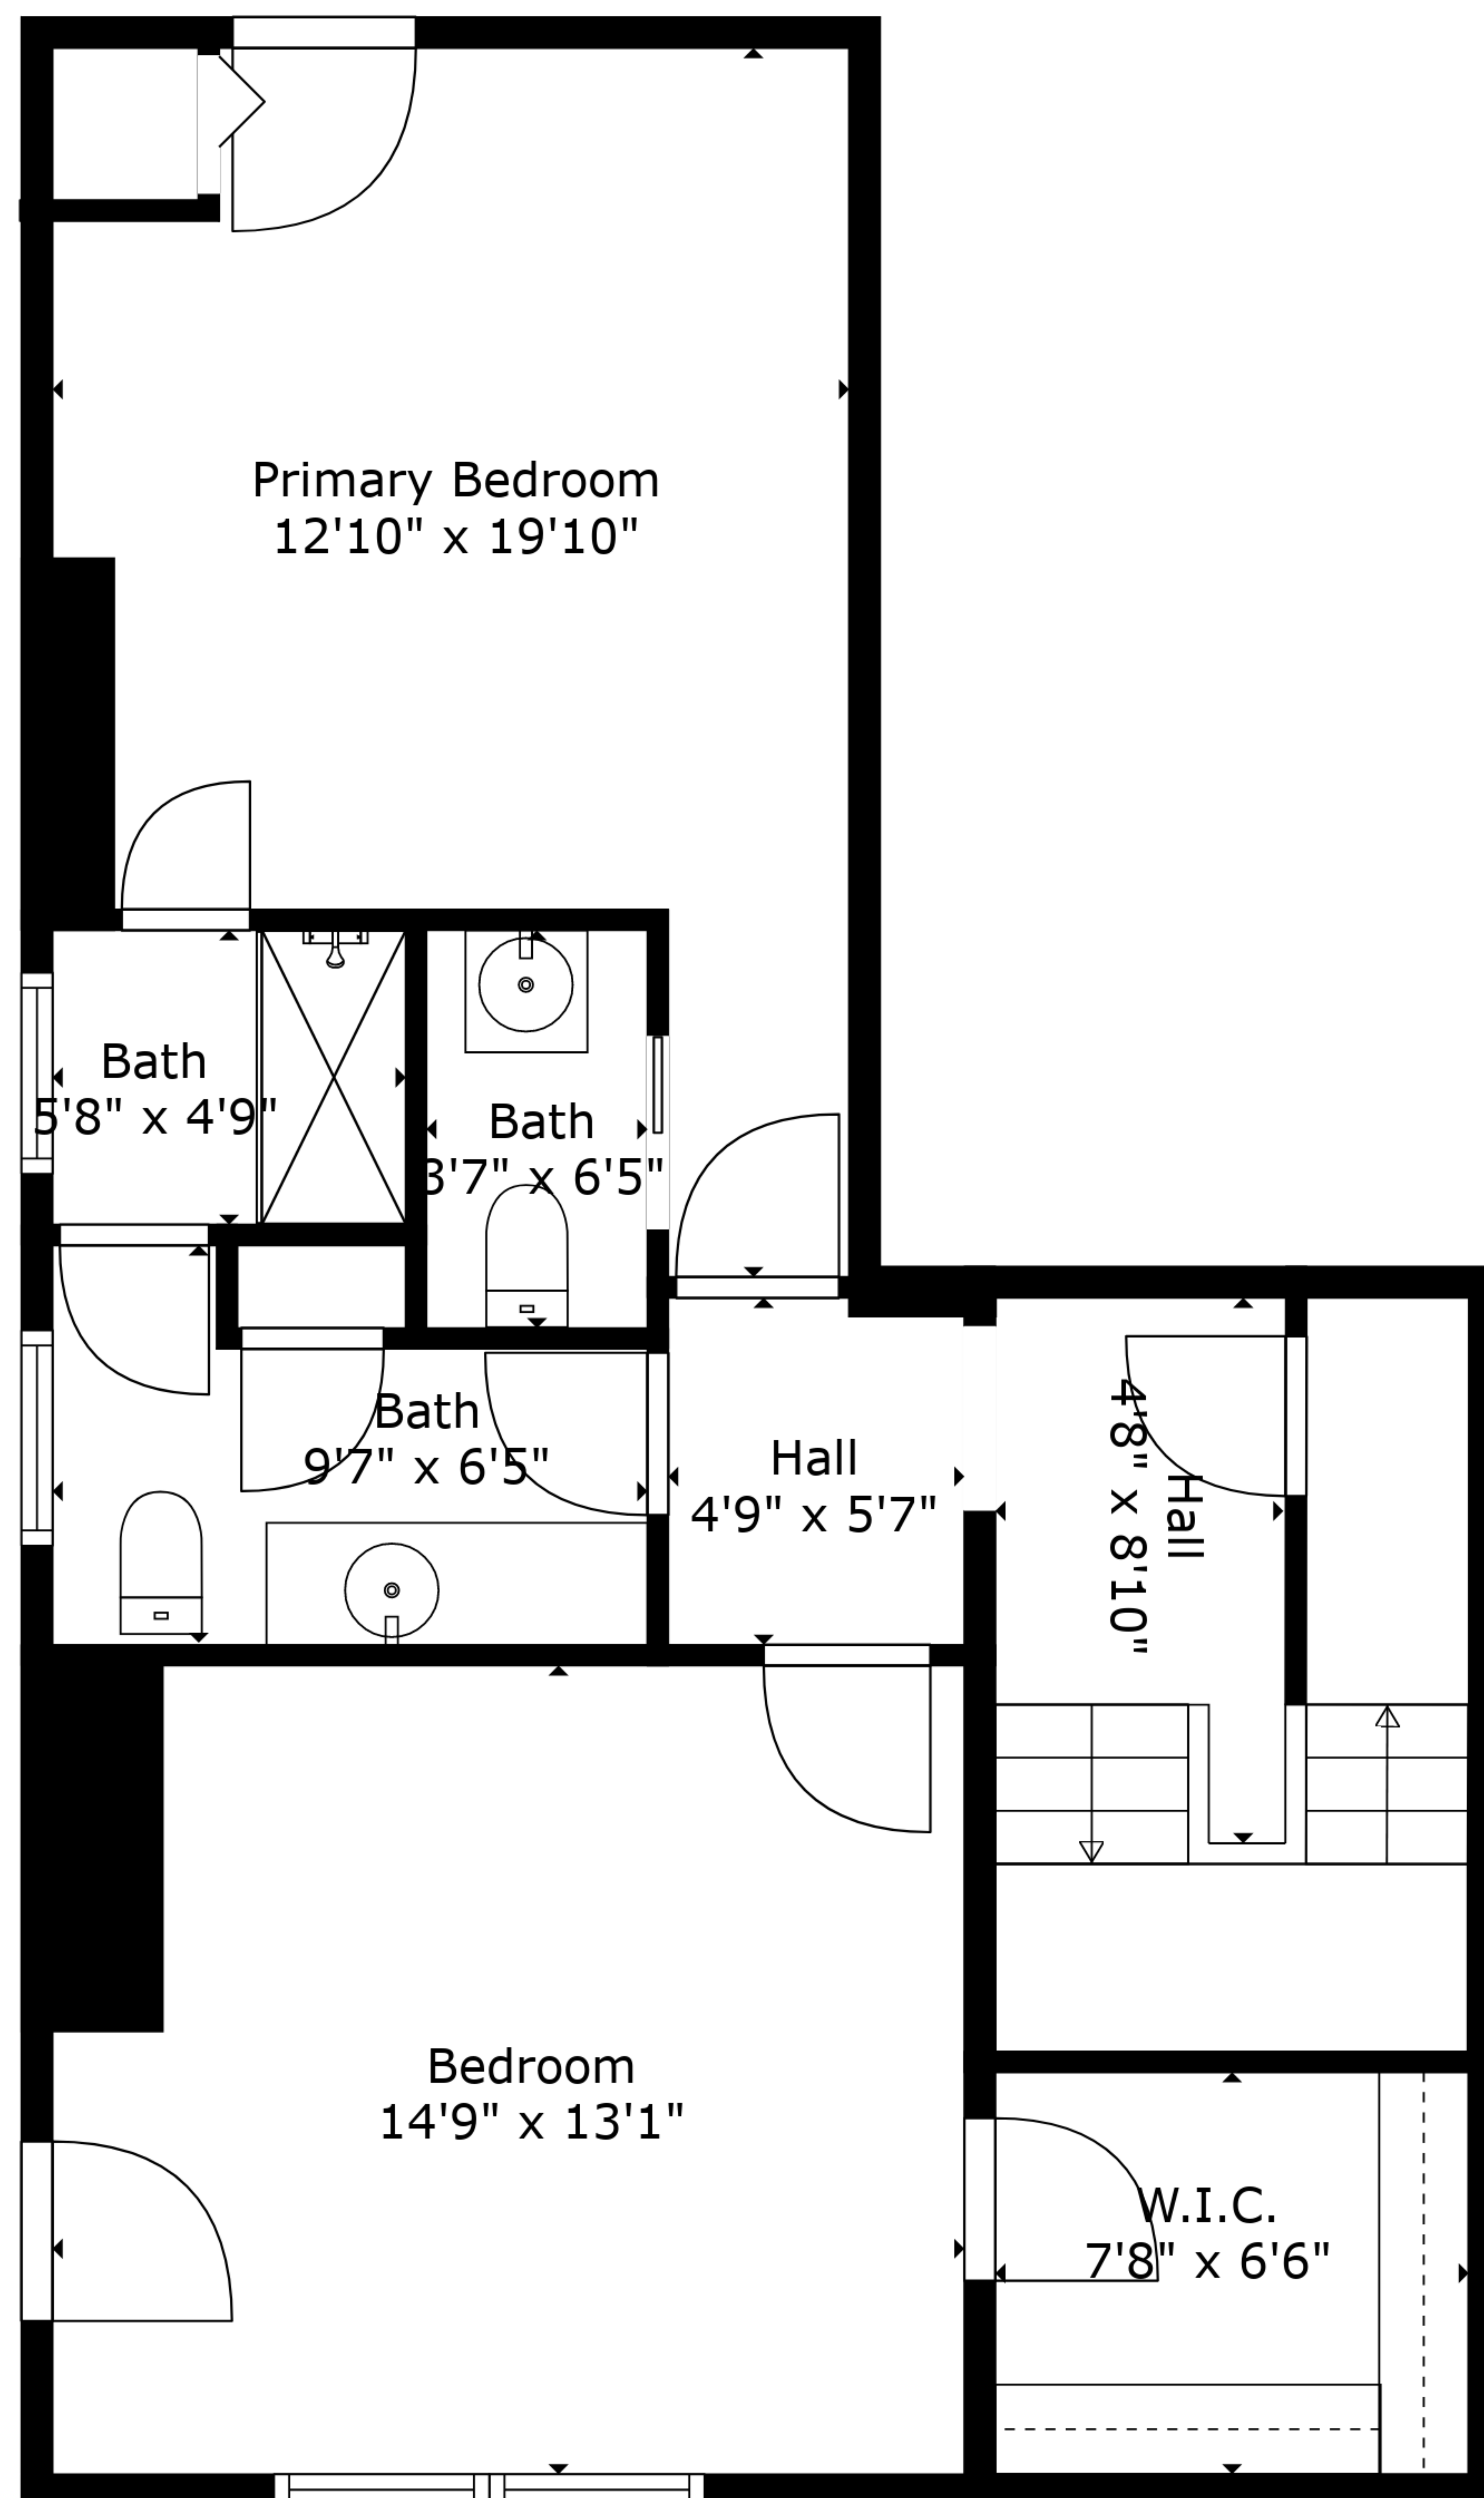 Primary Bedroom
12'10" x 19'10"
Bath
5'8" x 4'9"
Bath
3'7" x 6'5"
Bath
9'7" x 6'5"
Hall
4'9" x 5'7"
Hall
4'8" x 8'10"
Bedroom
14'9" x 13'1"
W.I.C.
7'8" x 6'6"